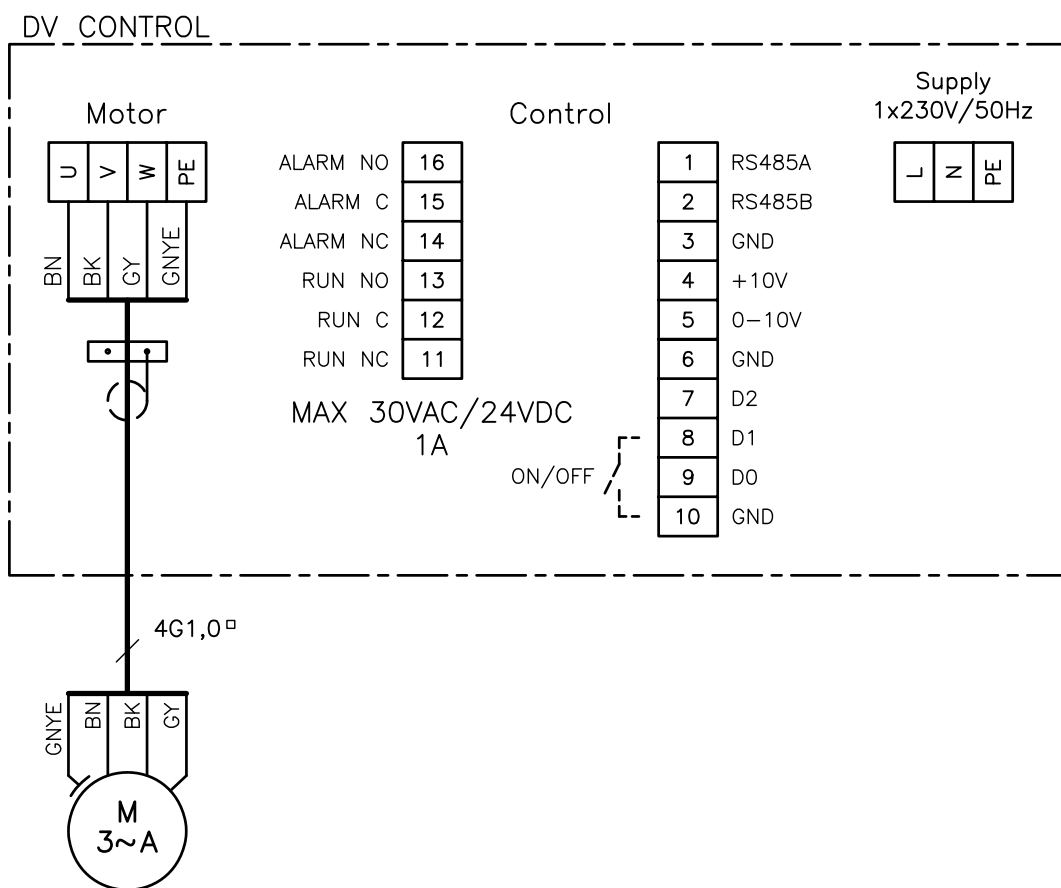 DV CONTROL
Motor
Control
Supply
1x230V/50Hz
U V W PE
BN BK GY GNYE
ALARM NO 16
ALARM C 15
ALARM NC 14
RUN NO 13
RUN C 12
RUN NC 11
MAX 30VAC/24VDC
1A
1 RS485A
2 RS485B
3 GND
4 +10V
5 0-10V
6 GND
7 D2
8 D1
9 D0
10 GND
ON/OFF
L N PE
4G1,0▫
GNYE BN BK GY
M
3~A